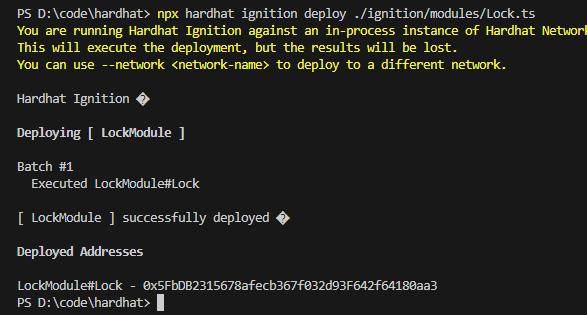 PS D:\code\hardhat> npx hardhat ignition deploy ./ignition/modules/Lock.ts
You are running Hardhat Ignition against an in-process instance of Hardhat Networ
This will execute the deployment, but the results will be lost.
You can use --network <network-name> to deploy to a different network.
Hardhat Ignition �
Deploying [ LockModule ]
Batch #1
Executed LockModule#Lock
[ LockModule ] successfully deployed �
Deployed Addresses
LockModule#Lock - 0x5FbDB2315678afecb367f032d93F642f64180aa3
PS D:\code\hardhat>